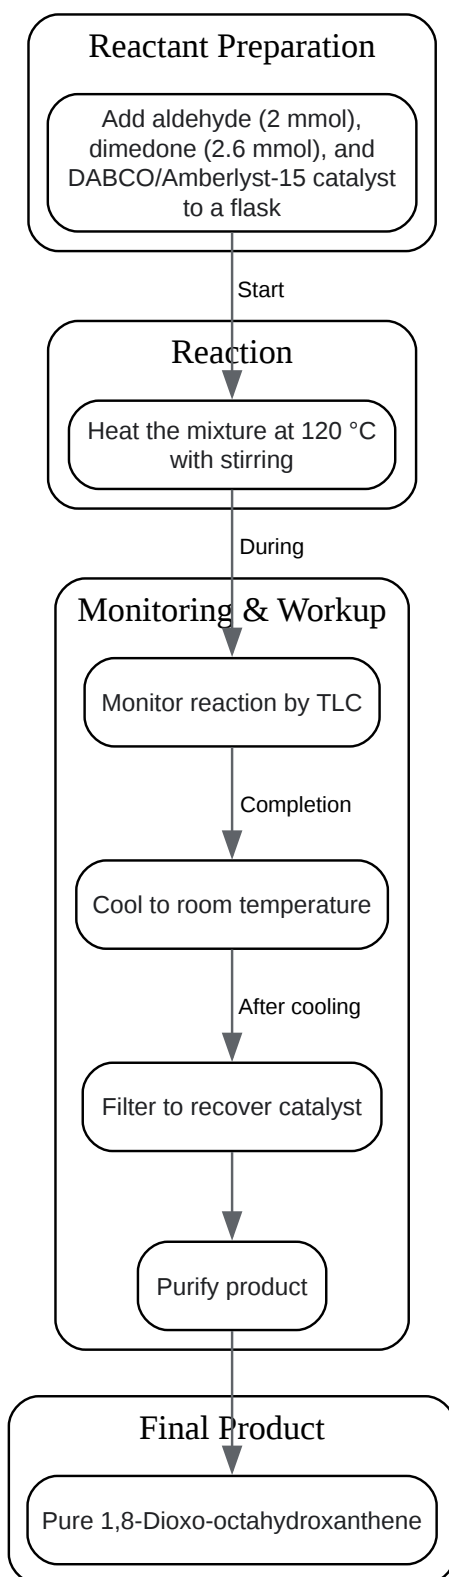 Reactant Preparation
Add aldehyde (2 mmol),
dimedone (2.6 mmol), and
DABCO/Amberlyst-15 catalyst
to a flask
Start
Reaction
Heat the mixture at 120 °C
with stirring
During
Monitoring & Workup
Monitor reaction by TLC
Completion
Cool to room temperature
After cooling
Filter to recover catalyst
Purify product
Final Product
Pure 1,8-Dioxo-octahydroxanthene